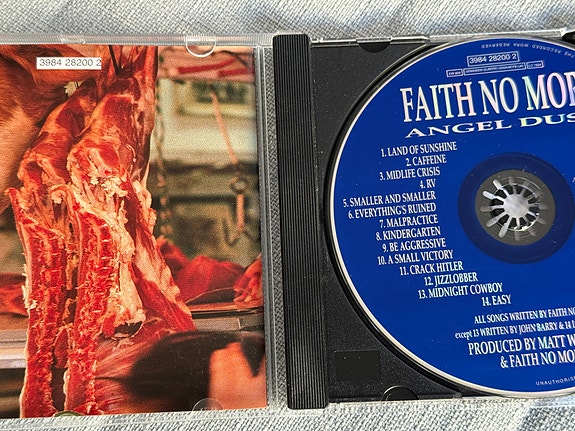 3984 28200 2
3984 28200 2
FAITH NO MOR
ANGEL DUS
1. LAND OF SUNSHINE
2. CAFFEINE
3. MIDLIFE CRISIS
4. RV
5. SMALLER AND SMALLER
6. EVERYTHING'S RUINED
7. MALPRACTICE
8. KINDERGARTEN
9. BE AGGRESSIVE
10. A SMALL VICTORY
11. CRACK HITLER
12. JIZZLOBBER
13. MIDNIGHT COWBOY
14. EASY
ALL SONGS WRITTEN BY FAITH NO
except 13 WRITTEN BY JOHN BARRY & 14 L
PRODUCED BY MATT W
& FAITH NO MOR
UNAUTHORIS